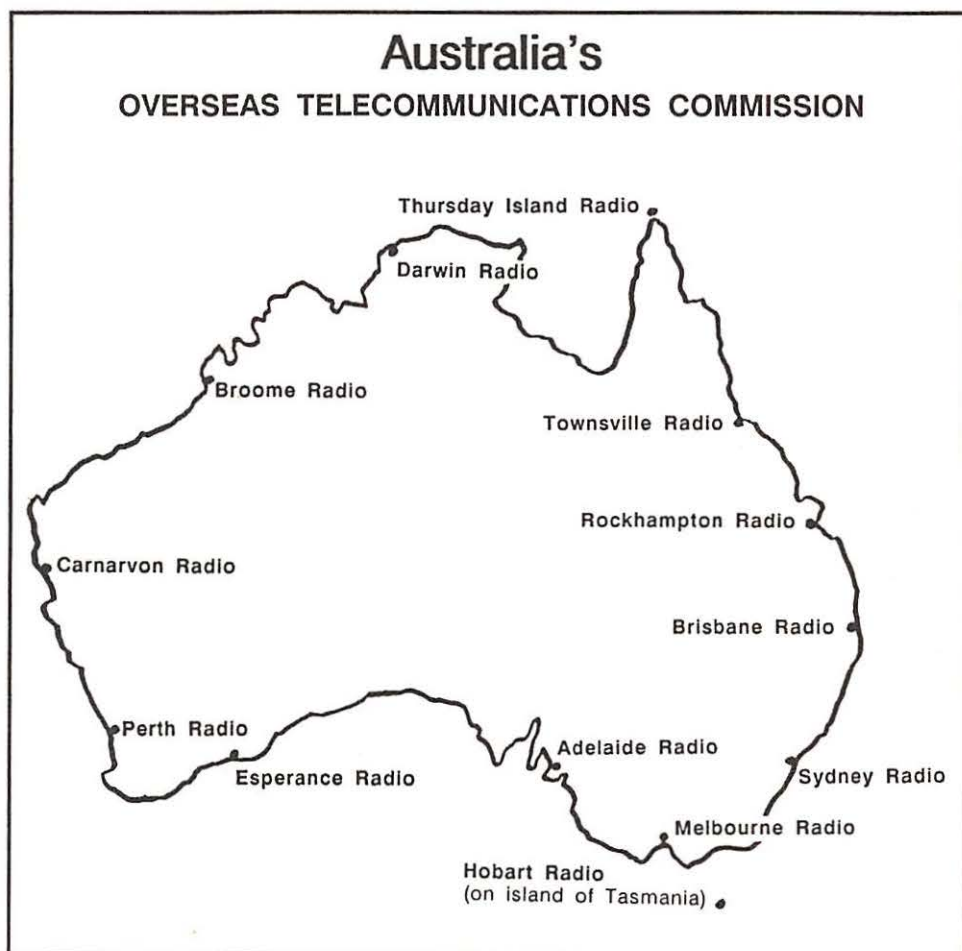 Australia's
OVERSEAS TELECOMMUNICATIONS COMMISSION
Thursday Island Radio
Darwin Radio
Broome Radio
Townsville Radio
Rockhampton Radio
Carnarvon Radio
Brisbane Radio
Perth Radio
Adelaide Radio
Esperance Radio
Sydney Radio
Melbourne Radio
Hobart Radio
(on island of Tasmania)